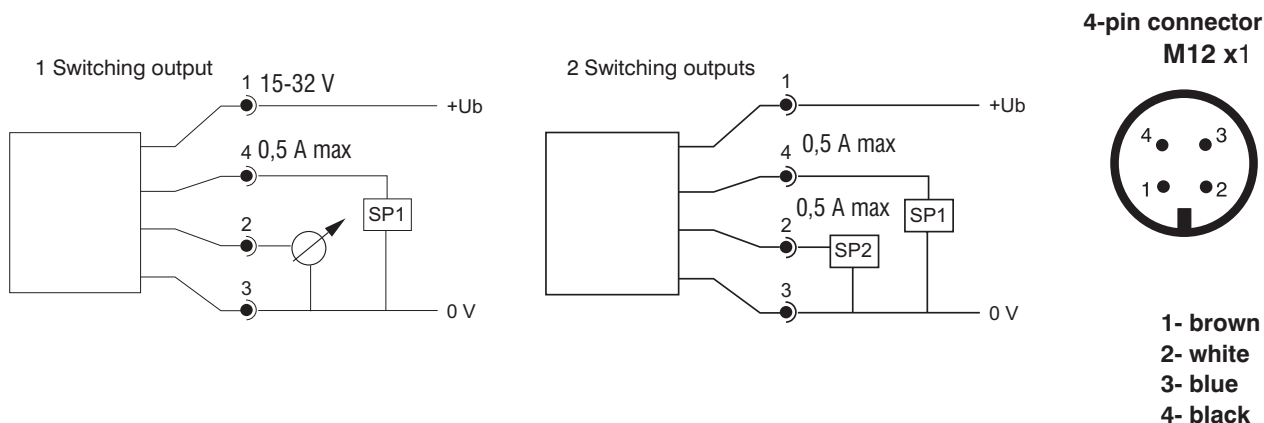 4-pin connector
M12 x1
1 Switching output
1 15-32 V
+Ub
4 0,5 A max
SP1
2
3
0 V
2 Switching outputs
1
+Ub
4 0,5 A max
0,5 A max
SP1
2
SP2
3
0 V
4 3
1 2
1- brown
2- white
3- blue
4- black